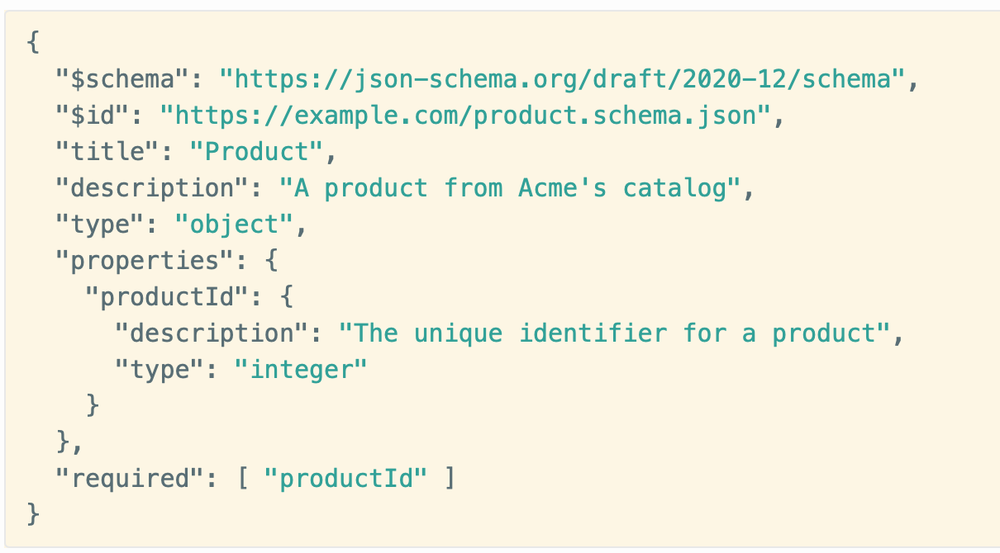 {
  "$schema": "https://json-schema.org/draft/2020-12/schema",
  "$id": "https://example.com/product.schema.json",
  "title": "Product",
  "description": "A product from Acme's catalog",
  "type": "object",
  "properties": {
    "productId": {
      "description": "The unique identifier for a product",
      "type": "integer"
    }
  },
  "required": [ "productId" ]
}